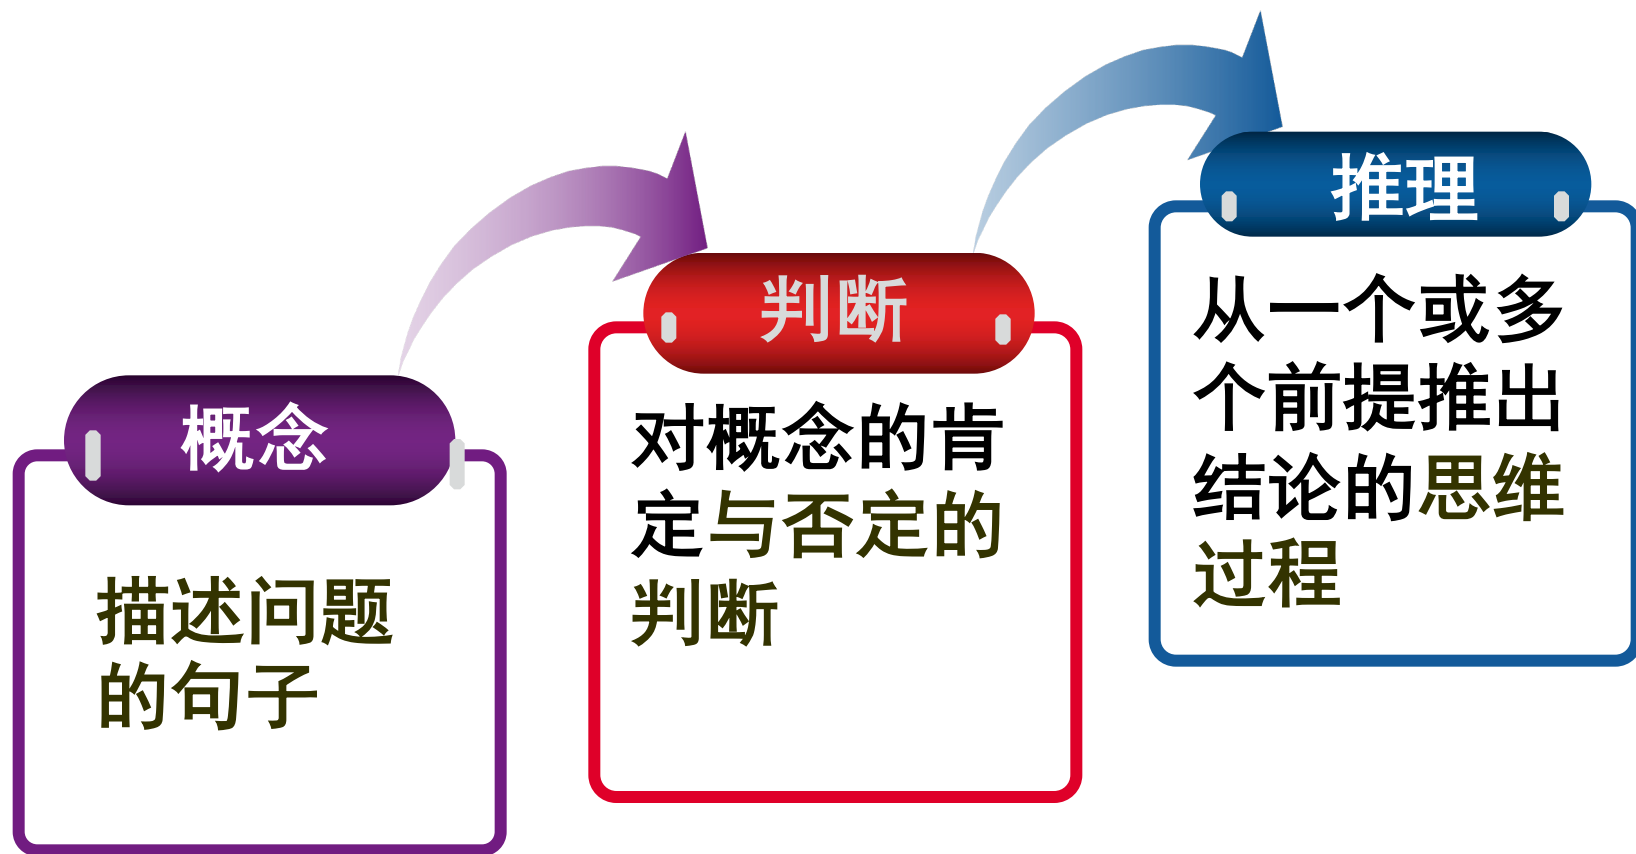 概念
描述问题
的句子
判断
对概念的肯
定与否定的
判断
推理
从一个或多
个前提推出
结论的思维
过程